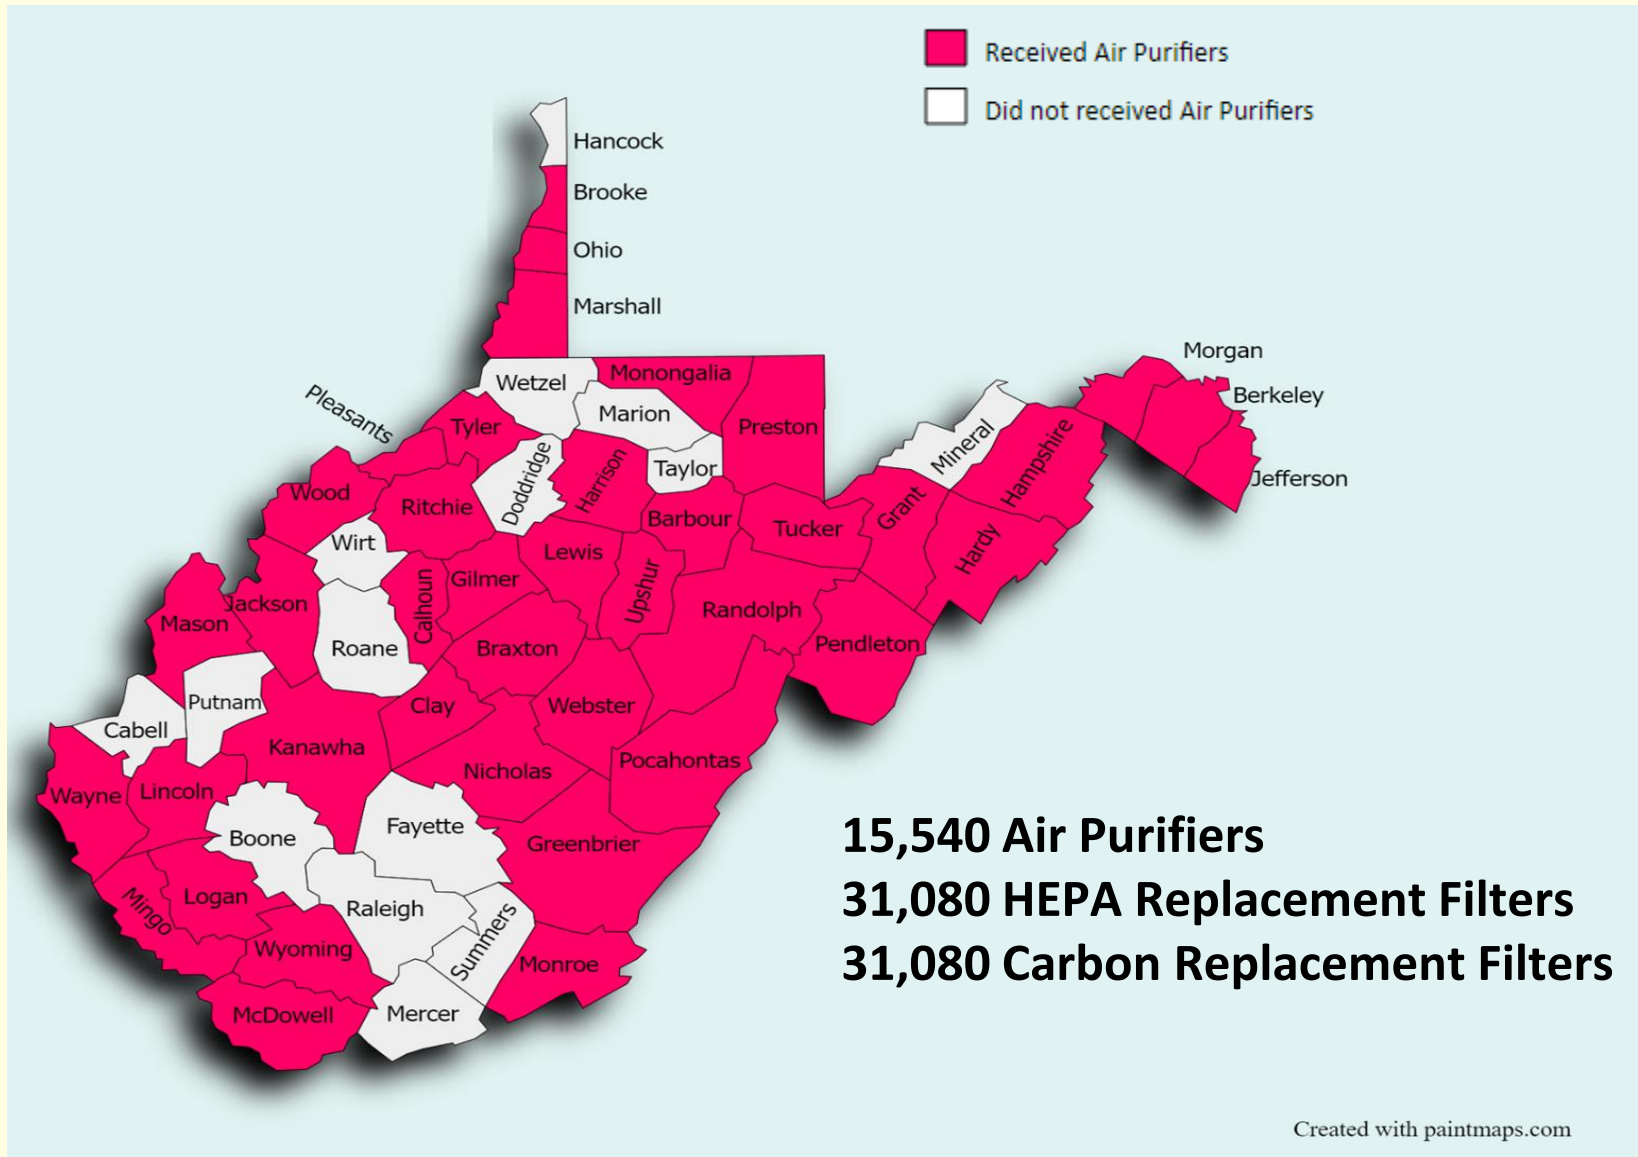 Received Air Purifiers
Did not received Air Purifiers
Hancock
Brooke
Ohio
Marshall
Morgan
Berkeley
Jefferson
Wetzel
Monongalia
Marion
Preston
Pleasants
Tyler
Taylor
Mineral
Hampshire
Doddridge
Harrison
Wood
Ritchie
Barbour
Tucker
Grant
Hardy
Wirt
Lewis
Gilmer
Calhoun
Upshur
Randolph
Jackson
Mason
Roane
Braxton
Pendleton
Putnam
Clay
Webster
Cabell
Kanawha
Nicholas
Pocahontas
Wayne
Lincoln
Boone
Fayette
Greenbrier
Logan
Mingo
Raleigh
Summers
Wyoming
Monroe
McDowell
Mercer
15,540 Air Purifiers
31,080 HEPA Replacement Filters
31,080 Carbon Replacement Filters
Created with paintmaps.com